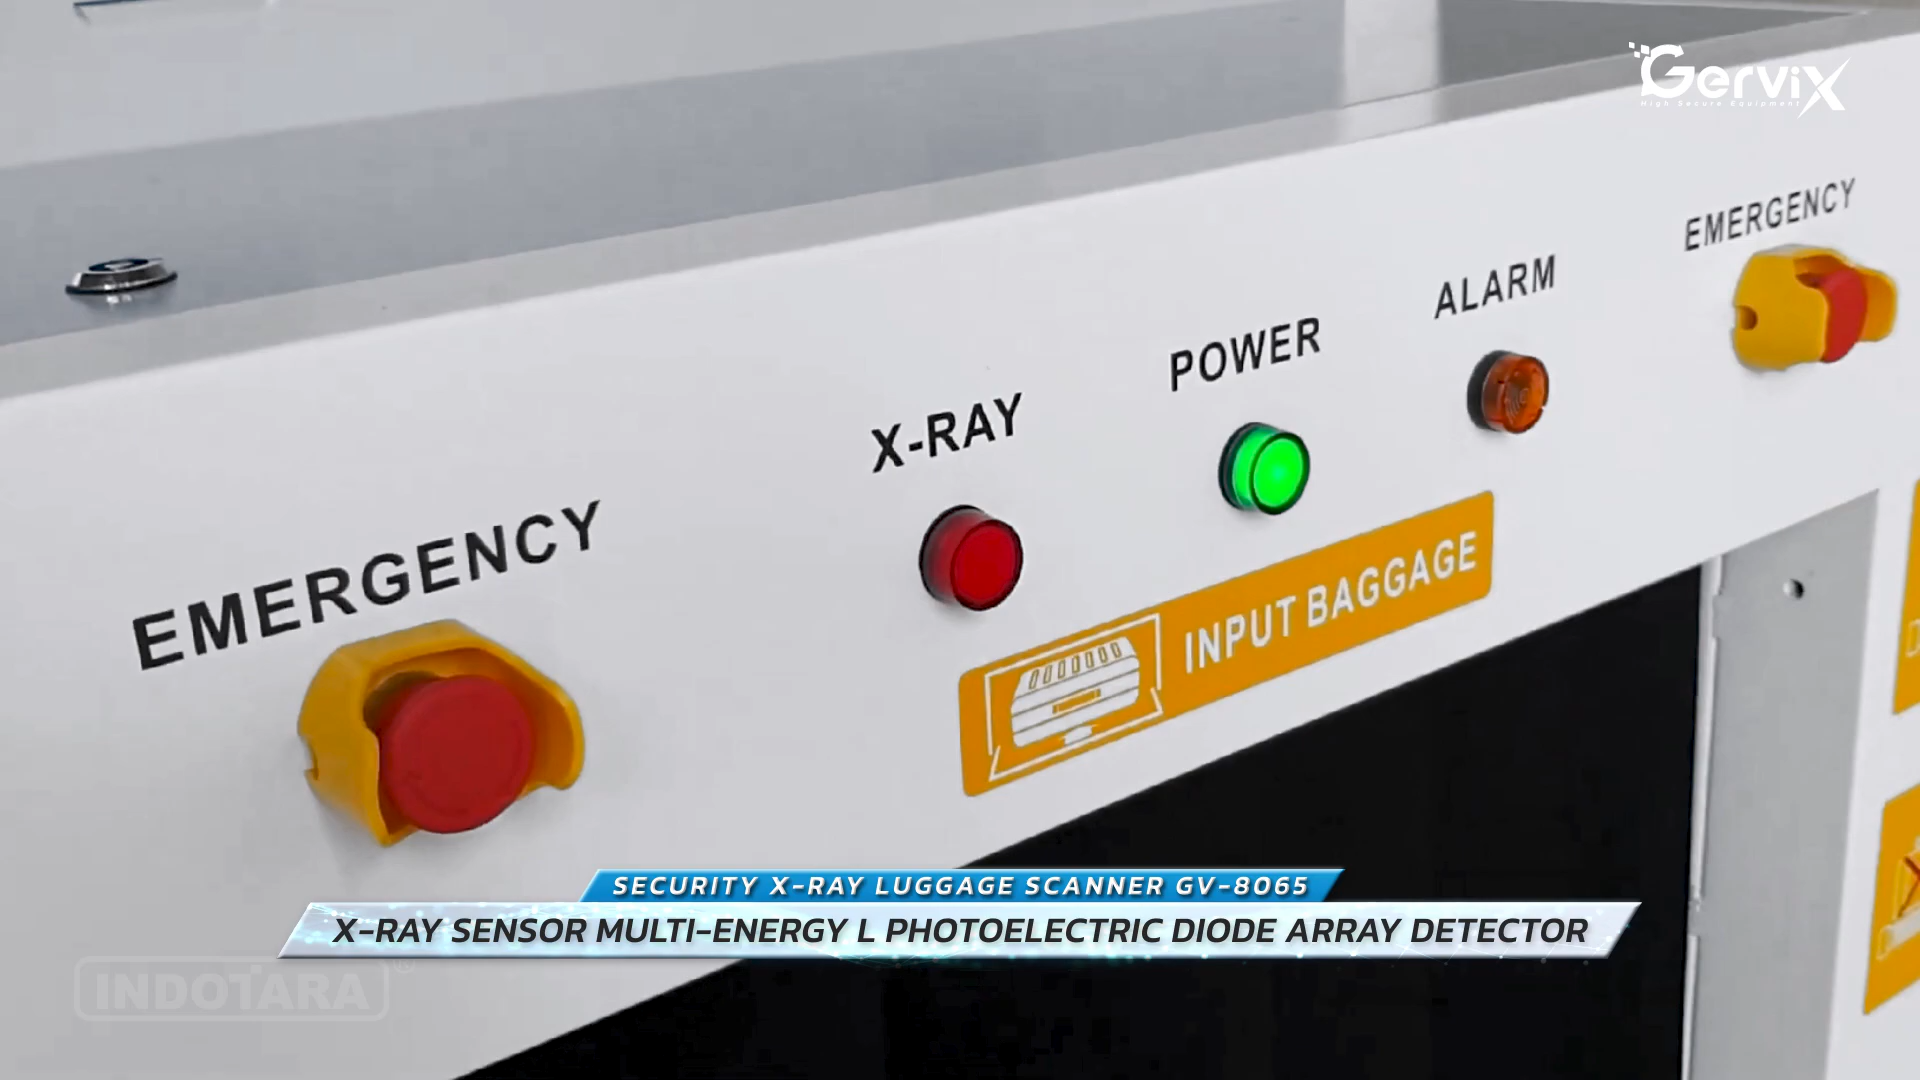 Gervix
High Secure Equipment
EMERGENCY
ALARM
POWER
X-RAY
EMERGENCY
INPUT BAGGAGE
SECURITY X-RAY LUGGAGE SCANNER GV-8065
X-RAY SENSOR MULTI-ENERGY L PHOTOELECTRIC DIODE ARRAY DETECTOR
INDOTARA®